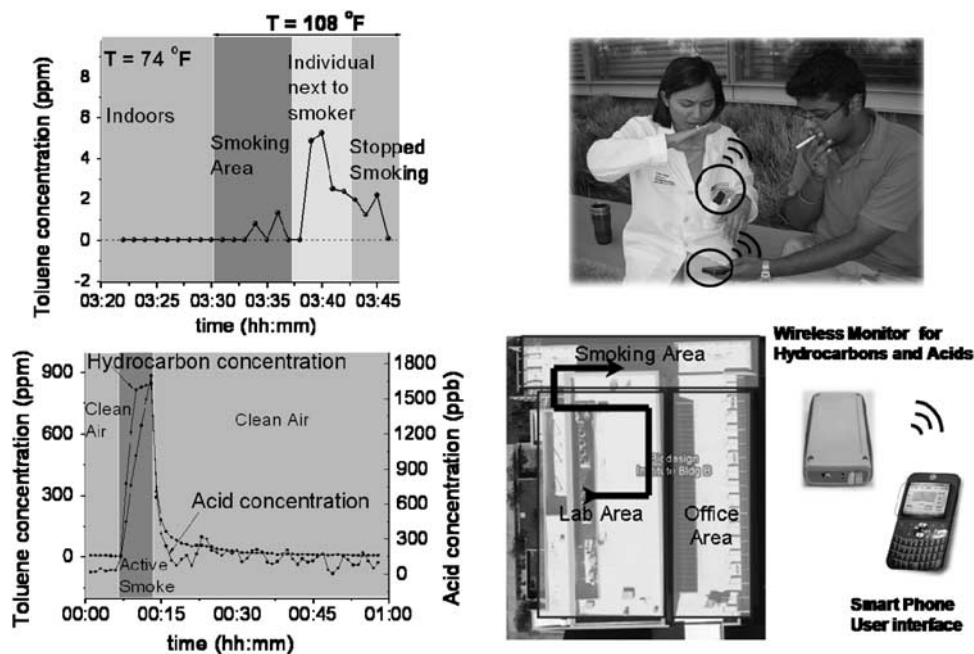 T = 108 °F
T = 74 °F
Indoors
Smoking
Area
Individual
next to
smoker
Stopped
Smoking
Toluene concentration (ppm)
8
6
4
2
0
-2
03:20 03:25 03:30 03:35 03:40 03:46
time (hh:mm)
Hydrocarbon concentration
Clean
Air
Clean Air
Acid concentration
Active
Smoke
Toluene concentration (ppm)
900
600
300
0
Acid concentration (ppb)
1800
1500
1200
900
600
300
0
00:00 00:15 00:30 00:45 01:00
time (hh:mm)
Smoking Area
Institute Bldg B
Lab Area
Office
Area
Wireless Monitor for
Hydrocarbons and Acids
Smart Phone
User interface